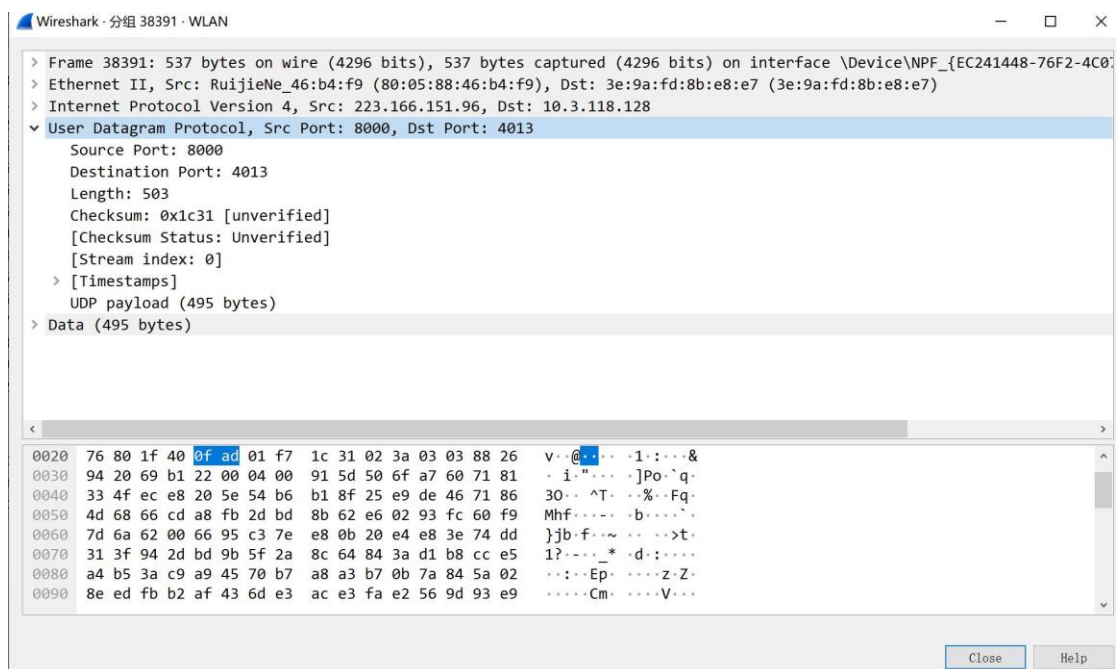 Wireshark · 分组 38391 · WLAN
> Frame 38391: 537 bytes on wire (4296 bits), 537 bytes captured (4296 bits) on interface \Device\NPF_{EC241448-76F2-4C07
> Ethernet II, Src: RuijieNe_46:b4:f9 (80:05:88:46:b4:f9), Dst: 3e:9a:fd:8b:e8:e7 (3e:9a:fd:8b:e8:e7)
> Internet Protocol Version 4, Src: 223.166.151.96, Dst: 10.3.118.128
User Datagram Protocol, Src Port: 8000, Dst Port: 4013
Source Port: 8000
Destination Port: 4013
Length: 503
Checksum: 0x1c31 [unverified]
[Checksum Status: Unverified]
[Stream index: 0]
> [Timestamps]
UDP payload (495 bytes)
> Data (495 bytes)
0020 76 80 1f 40 0f ad 01 f7 1c 31 02 3a 03 03 88 26 v··@···· ·1·:···&
0030 94 20 69 b1 22 00 04 00 91 5d 50 6f a7 60 71 81 · i·"··· ·]Po·`q·
0040 33 4f ec e8 20 5e 54 b6 b1 8f 25 e9 de 46 71 86 3O·· ^T· ··%··Fq·
0050 4d 68 66 cd a8 fb 2d bd 8b 62 e6 02 93 fc 60 f9 Mhf···-· ·b····`·
0060 7d 6a 62 00 66 95 c3 7e e8 0b 20 e4 e8 3e 74 dd }jb·f··~ ·· ··>t·
0070 31 3f 94 2d bd 9b 5f 2a 8c 64 84 3a d1 b8 cc e5 1?·-··_* ·d·:····
0080 a4 b5 3a c9 a9 45 70 b7 a8 a3 b7 0b 7a 84 5a 02 ··:··Ep· ····z·Z·
0090 8e ed fb b2 af 43 6d e3 ac e3 fa e2 56 9d 93 e9 ·····Cm· ····V···
Close Help